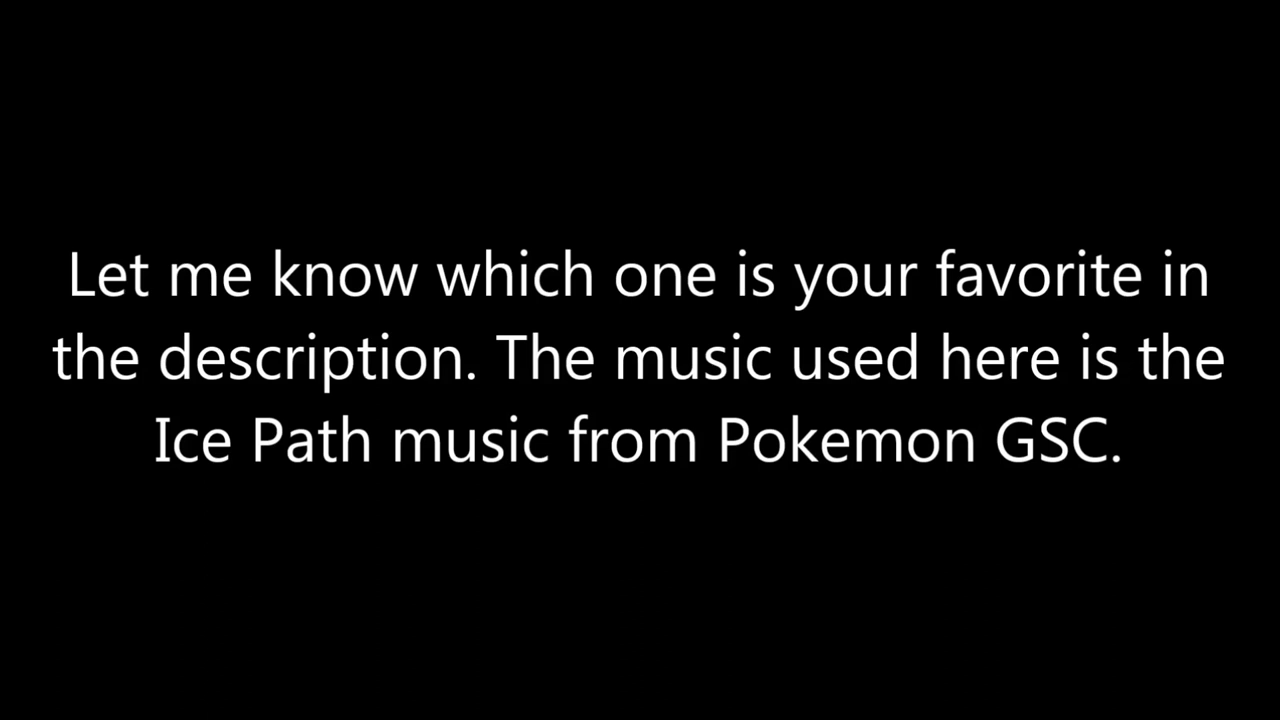 Let me know which one is your favorite in
the description. The music used here is the
Ice Path music from Pokemon GSC.